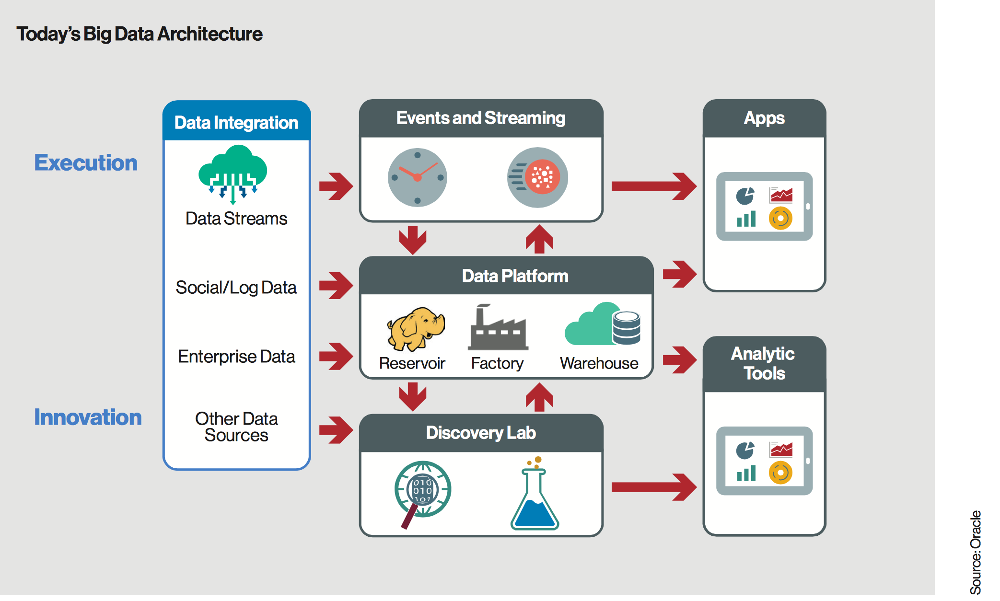 Today's Big Data Architecture
Execution
Innovation
Data Integration
Data Streams
Social/Log Data
Enterprise Data
Other Data
Sources
Events and Streaming
Data Platform
Reservoir
Factory
Warehouse
Discovery Lab
010
010
101
Apps
Analytic
Tools
Source: Oracle